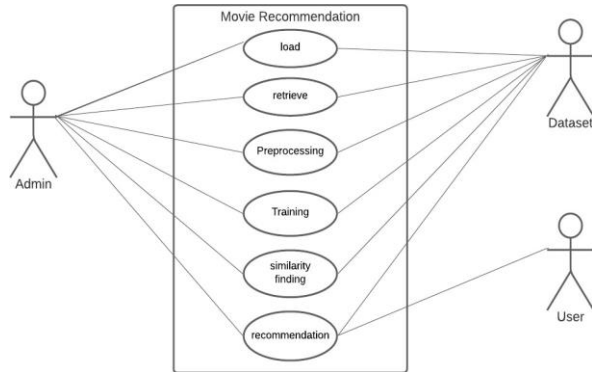 Movie Recommendation
load
retrieve
Preprocessing
Training
similarity
finding
recommendation
Admin
Dataset
User